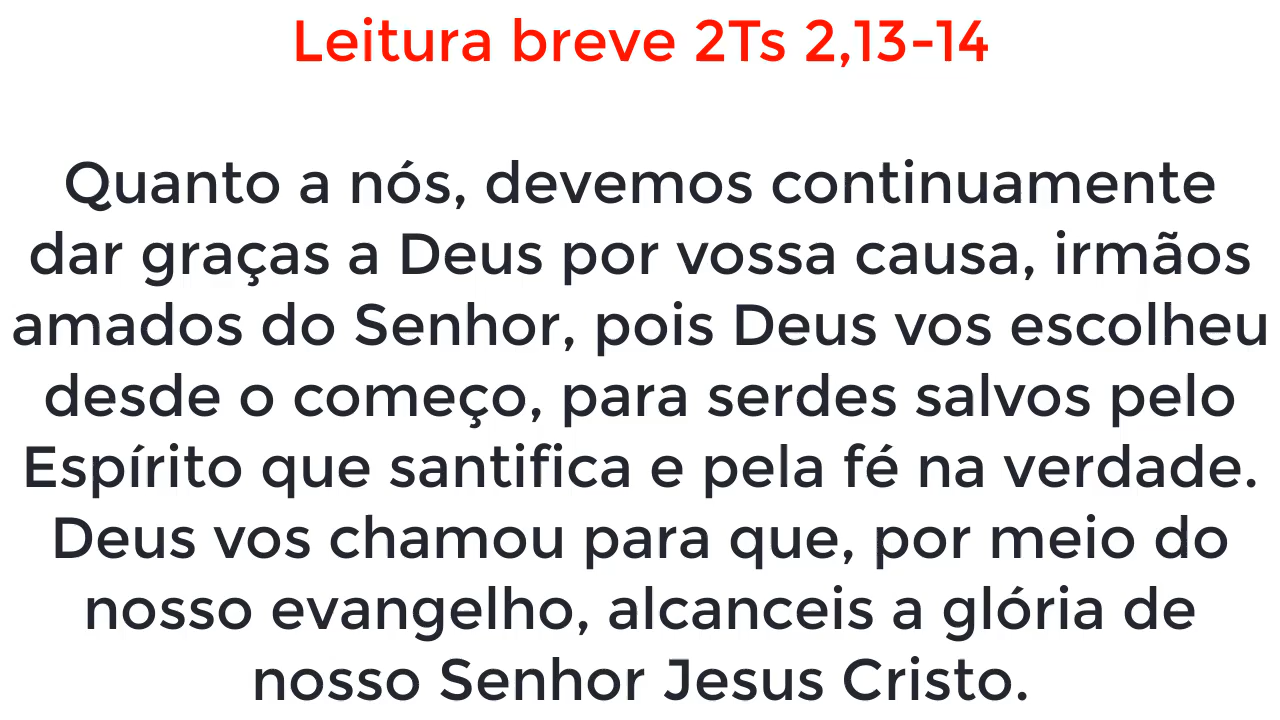 Leitura breve 2Ts 2,13-14
Quanto a nós, devemos continuamente
dar graças a Deus por vossa causa, irmãos
amados do Senhor, pois Deus vos escolheu
desde o começo, para serdes salvos pelo
Espírito que santifica e pela fé na verdade.
Deus vos chamou para que, por meio do
nosso evangelho, alcanceis a glória de
nosso Senhor Jesus Cristo.